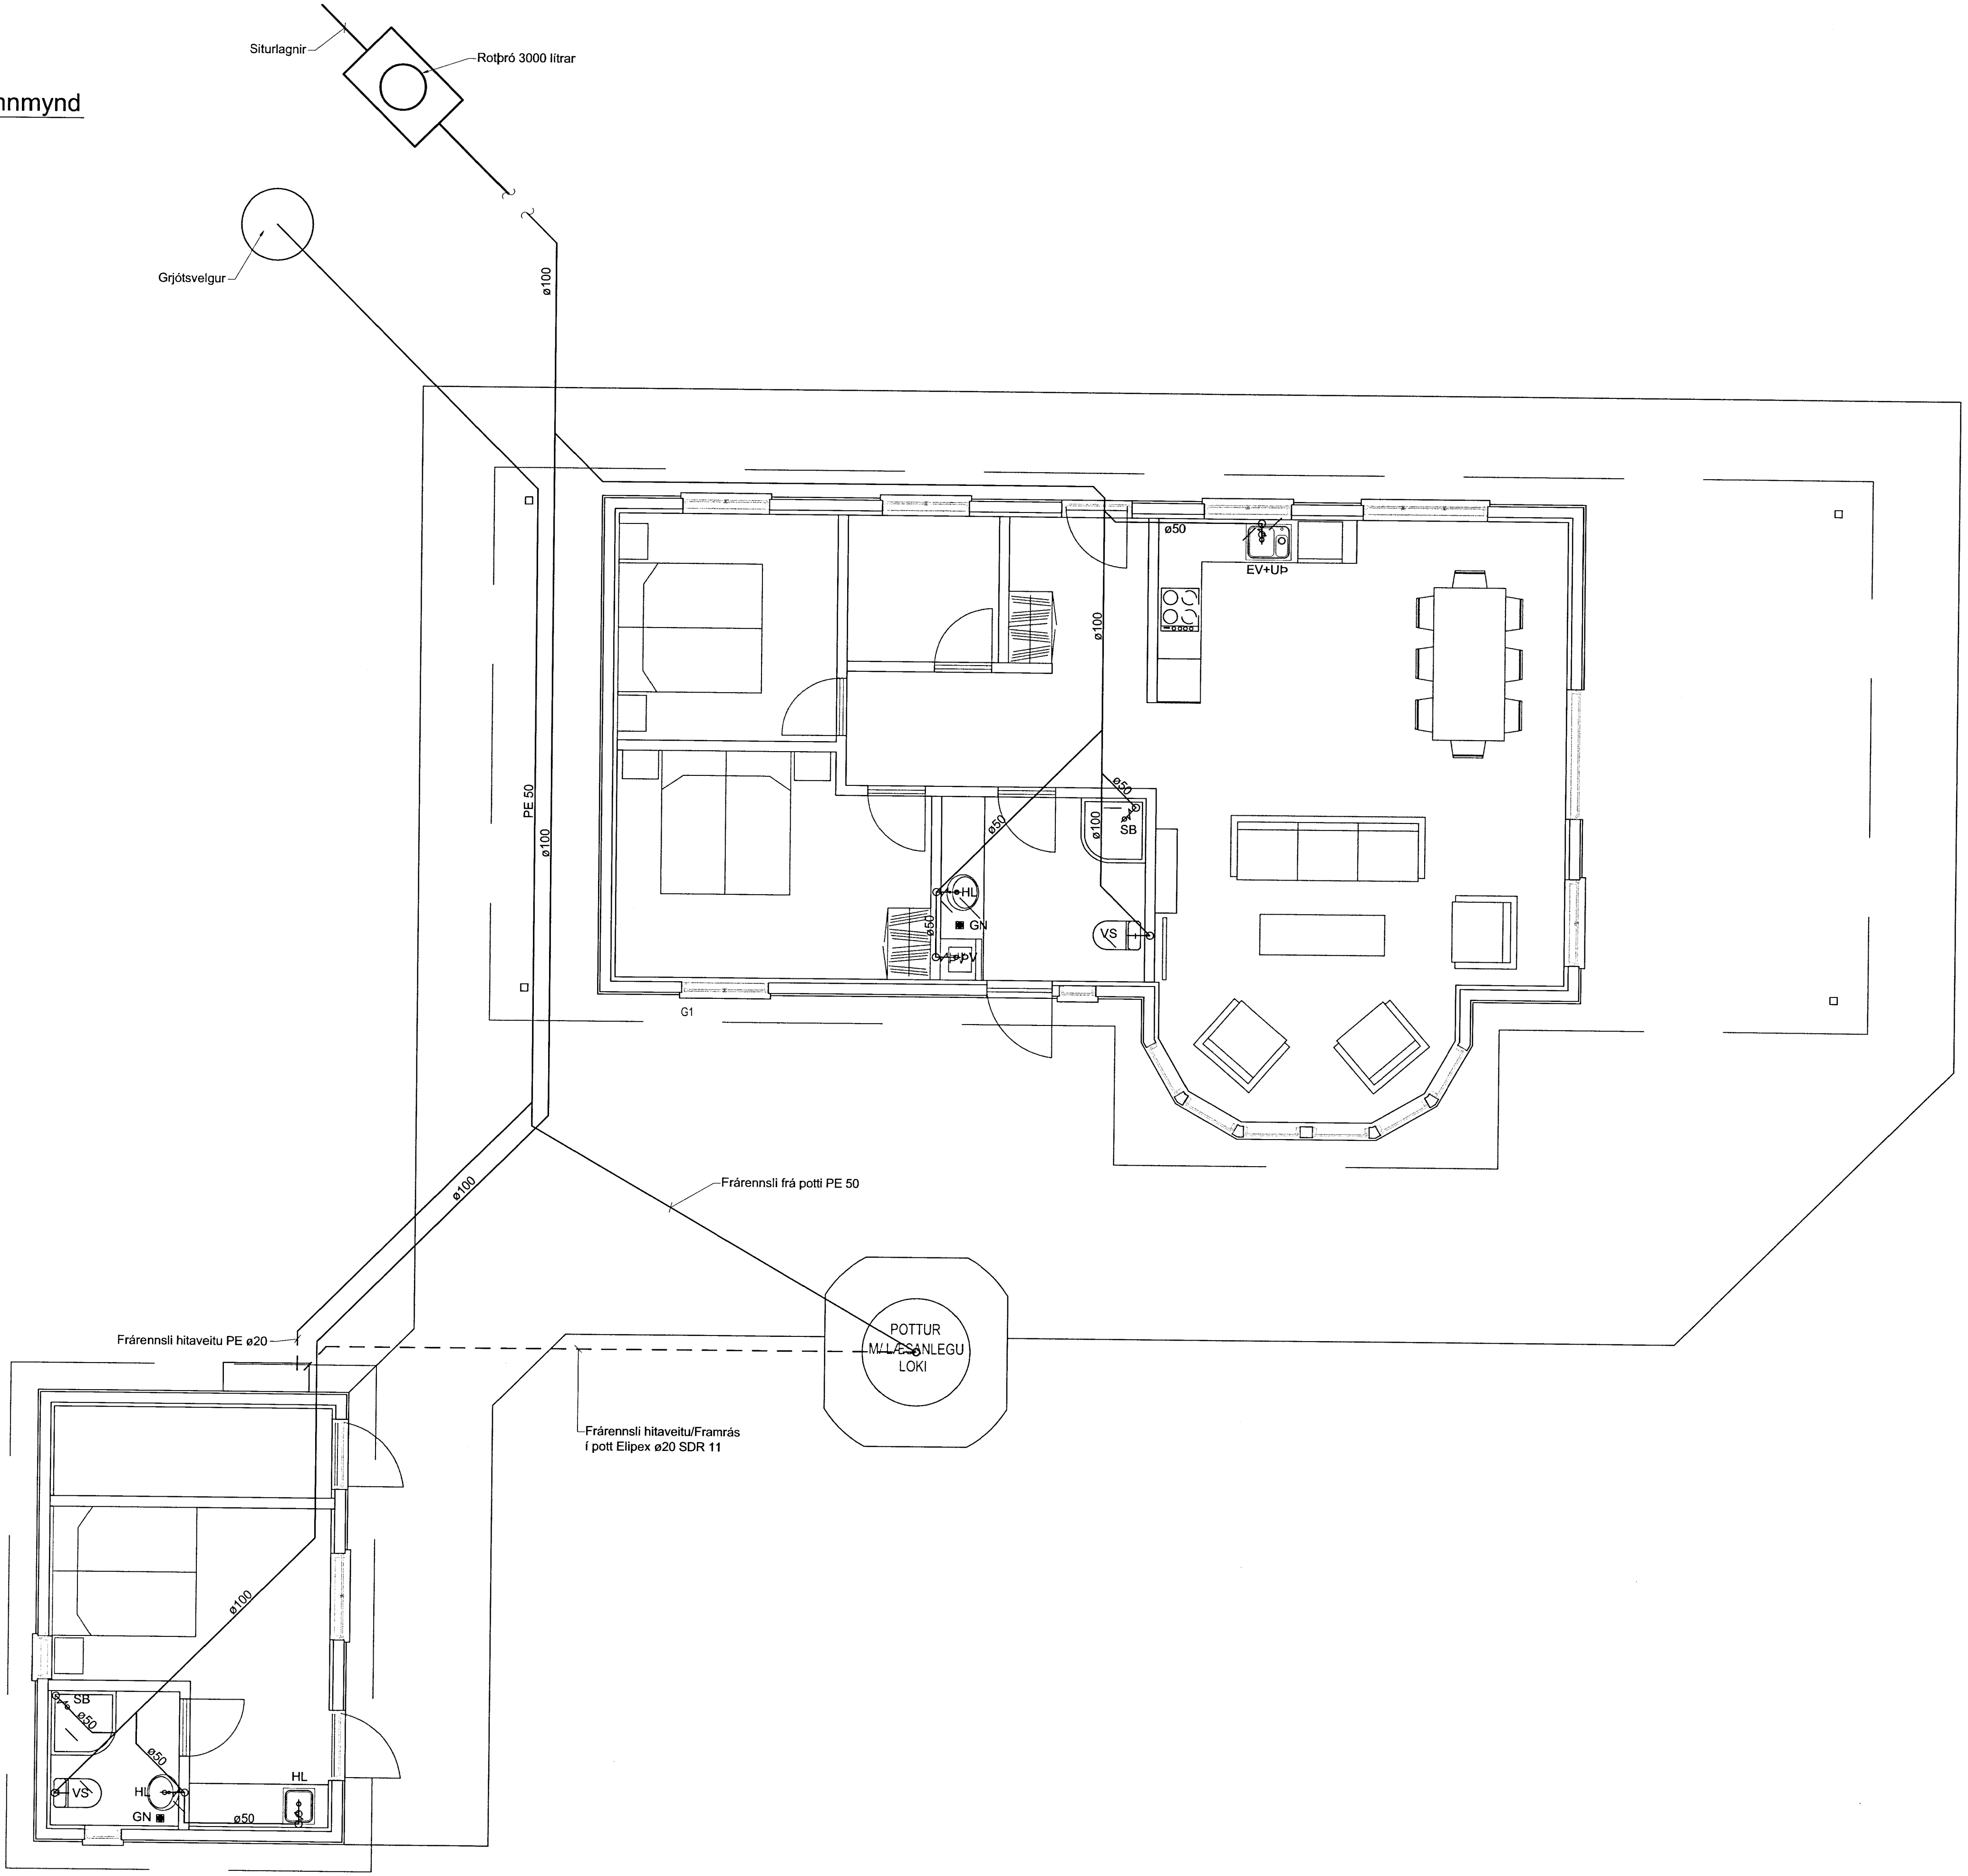 Siturlagnir
Rotþró 3000 lítrar
nnmynd
Grjótsvelgur
ø100
ø50
EV+UÞ
ø100
PE 50
ø100
ø50
ø50
ø100
SB
HL
ø50
GN
VS
ÞV
G1
ø100
Frárennsli frá potti PE 50
POTTUR
M/ LÆSANLEGU
LOKI
Frárennsli hitaveitu PE ø20
Frárennsli hitaveitu/Framrás
í pott Elipex ø20 SDR 11
ø100
SB
ø50
ø50
HL
VS
HL
GN
ø50